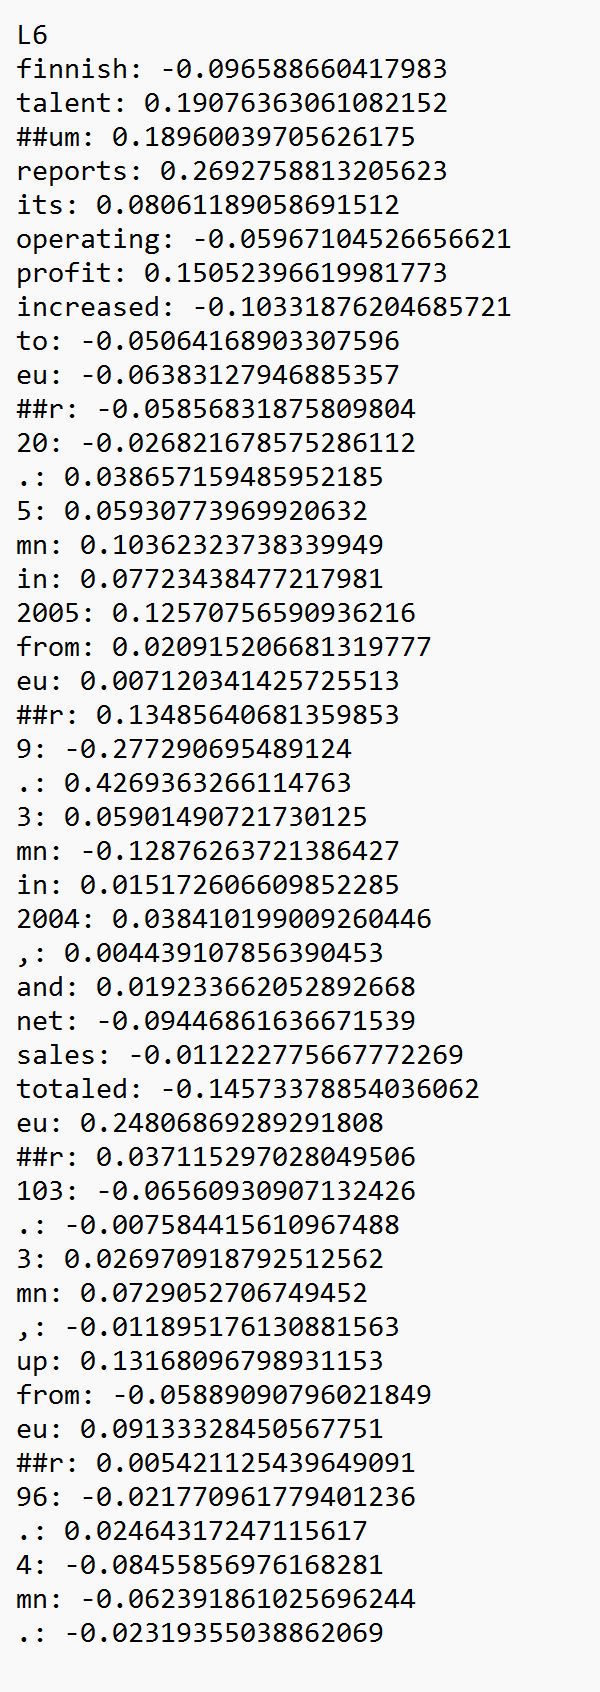 L6
finnish: -0.096588660417983
talent: 0.19076363061082152
##um: 0.18960039705626175
reports: 0.2692758813205623
its: 0.08061189058691512
operating: -0.05967104526656621
profit: 0.15052396619981773
increased: -0.10331876204685721
to: -0.05064168903307596
eu: -0.06383127946885357
##r: -0.05856831875809804
20: -0.026821678575286112
.: 0.038657159485952185
5: 0.05930773969920632
mn: 0.10362323738339949
in: 0.07723438477217981
2005: 0.12570756590936216
from: 0.020915206681319777
eu: 0.007120341425725513
##r: 0.13485640681359853
9: -0.277290695489124
.: 0.4269363266114763
3: 0.05901490721730125
mn: -0.12876263721386427
in: 0.015172606609852285
2004: 0.038410199009260446
,: 0.004439107856390453
and: 0.019233662052892668
net: -0.09446861636671539
sales: -0.011222775667772269
totaled: -0.14573378854036062
eu: 0.24806869289291808
##r: 0.037115297028049506
103: -0.06560930907132426
.: -0.007584415610967488
3: 0.026970918792512562
mn: 0.0729052706749452
,: -0.011895176130881563
up: 0.13168096798931153
from: -0.05889090796021849
eu: 0.09133328450567751
##r: 0.005421125439649091
96: -0.021770961779401236
.: 0.02464317247115617
4: -0.08455856976168281
mn: -0.062391861025696244
.: -0.02319355038862069